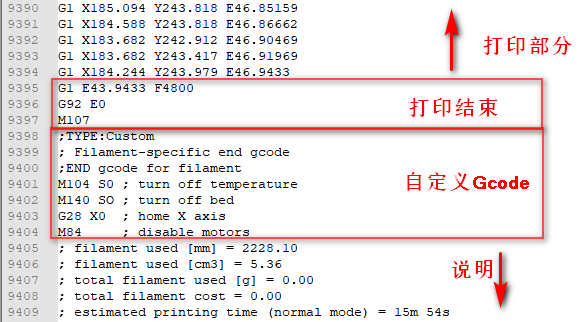 9390 G1 X185.094 Y243.818 E46.85159
9391 G1 X184.588 Y243.818 E46.86662
9392 G1 X183.682 Y242.912 E46.90469
9393 G1 X183.682 Y243.417 E46.91969
9394 G1 X184.244 Y243.979 E46.9433
打印部分
9395 G1 E43.9433 F4800
9396 G92 E0
9397 M107
打印结束
9398 ;TYPE:Custom
9399 ; Filament-specific end gcode
9400 ;END gcode for filament
9401 M104 S0 ; turn off temperature
9402 M140 S0 ; turn off bed
9403 G28 X0  ; home X axis
9404 M84     ; disable motors
自定义Gcode
9405 ; filament used [mm] = 2228.10
9406 ; filament used [cm3] = 5.36
9407 ; total filament used [g] = 0.00
9408 ; total filament cost = 0.00
9409 ; estimated printing time (normal mode) = 15m 54s
说明